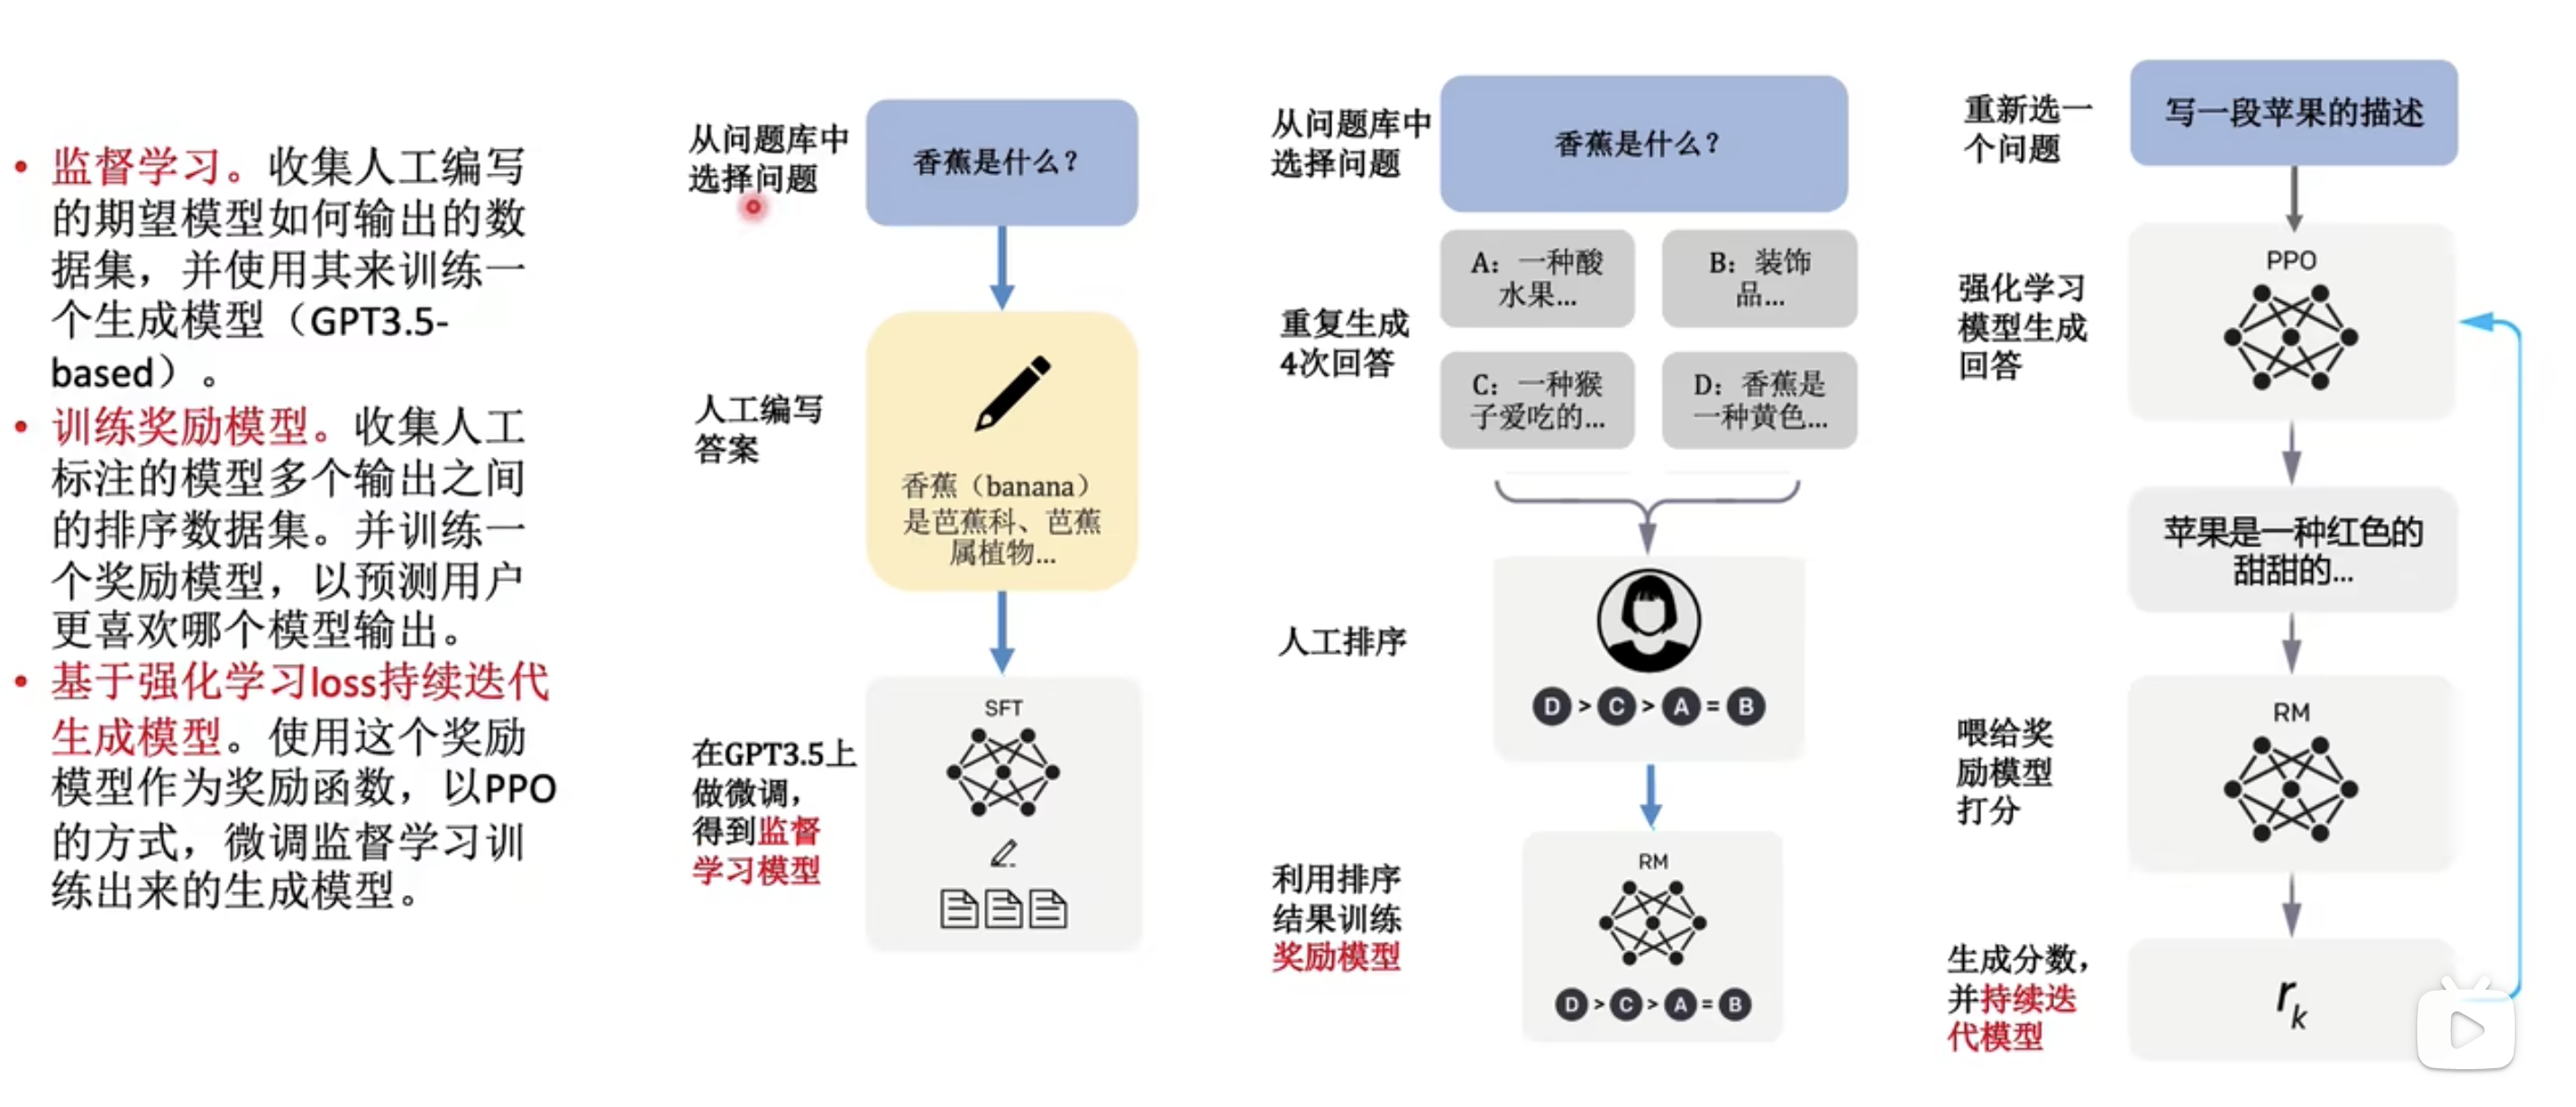 • 监督学习。收集人工编写
的期望模型如何输出的数
据集，并使用其来训练一
个生成模型（GPT3.5-
based）。
• 训练奖励模型。收集人工
标注的模型多个输出之间
的排序数据集。并训练一
个奖励模型，以预测用户
更喜欢哪个模型输出。
• 基于强化学习loss持续迭代
生成模型。使用这个奖励
模型作为奖励函数，以PPO
的方式，微调监督学习训
练出来的生成模型。
从问题库中
选择问题
香蕉是什么？
人工编写
答案
香蕉（banana）
是芭蕉科、芭蕉
属植物...
在GPT3.5上
做微调，
得到监督
学习模型
SFT
从问题库中
选择问题
香蕉是什么？
重复生成
4次回答
A：一种酸
水果...
B：装饰
品...
C：一种猴
子爱吃的...
D：香蕉是
一种黄色...
人工排序
D > C > A = B
利用排序
结果训练
奖励模型
RM
D > C > A = B
重新选一
个问题
写一段苹果的描述
强化学习
模型生成
回答
PPO
苹果是一种红色的
甜甜的...
喂给奖
励模型
打分
RM
生成分数，
并持续迭
代模型
rk